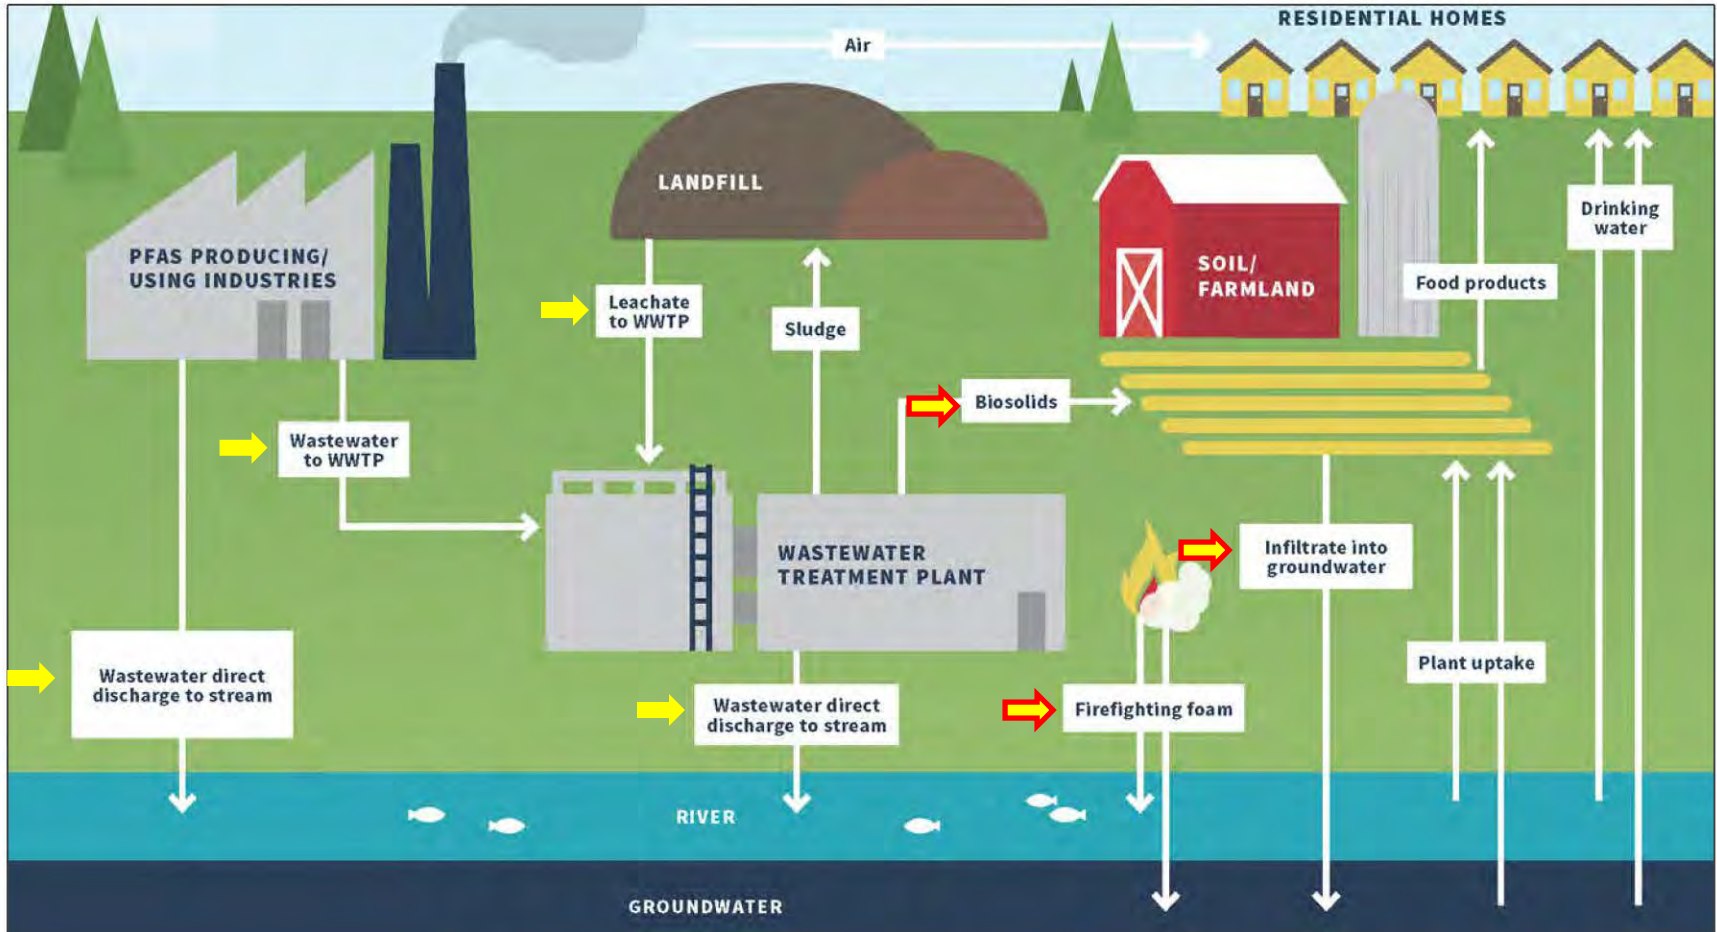 RESIDENTIAL HOMES
Air
LANDFILL
PFAS PRODUCING/
USING INDUSTRIES
Leachate
to WWTP
Sludge
SOIL/
FARMLAND
Food products
Drinking
water
Biosolids
Wastewater
to WWTP
WASTEWATER
TREATMENT PLANT
Infiltrate into
groundwater
Plant uptake
Wastewater direct
discharge to stream
Wastewater direct
discharge to stream
Firefighting foam
RIVER
GROUNDWATER